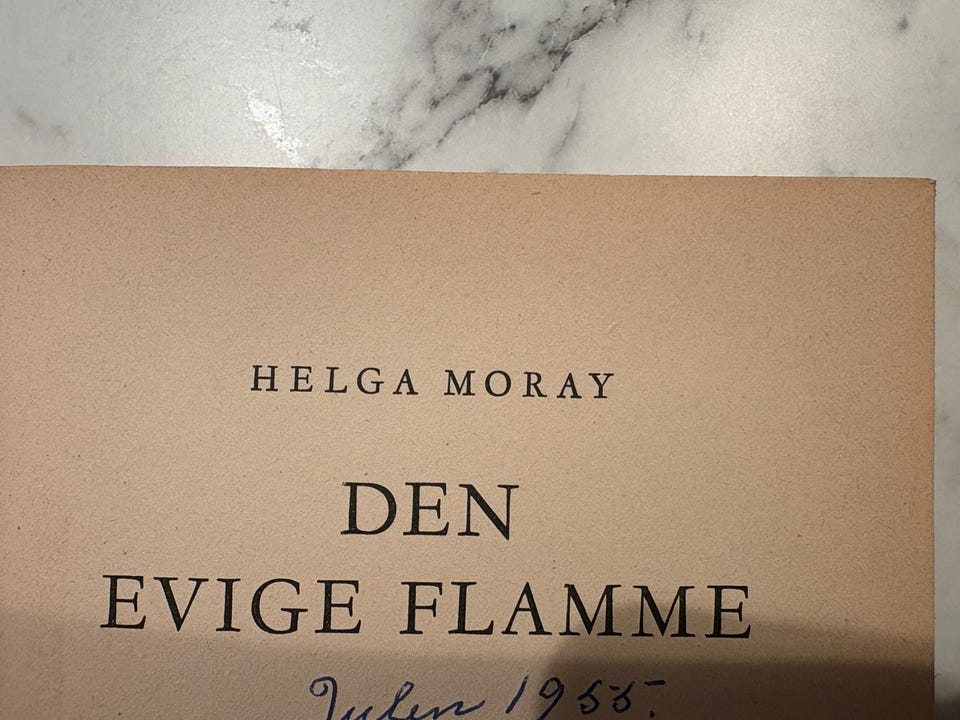 HELGA MORAY
DEN
EVIGE FLAMME
Julen 1955.